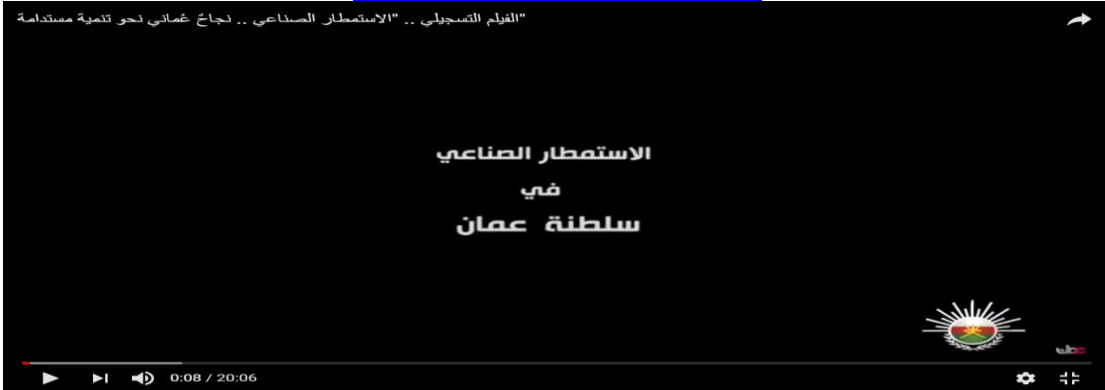 الفيلم التسجيلي .. "الاستمطار الصناعي .. نجاحٌ عُماني نحو تنمية مستدامة"
الاستمطار الصناعي
في
سلطنة عمان
0:08 / 20:06